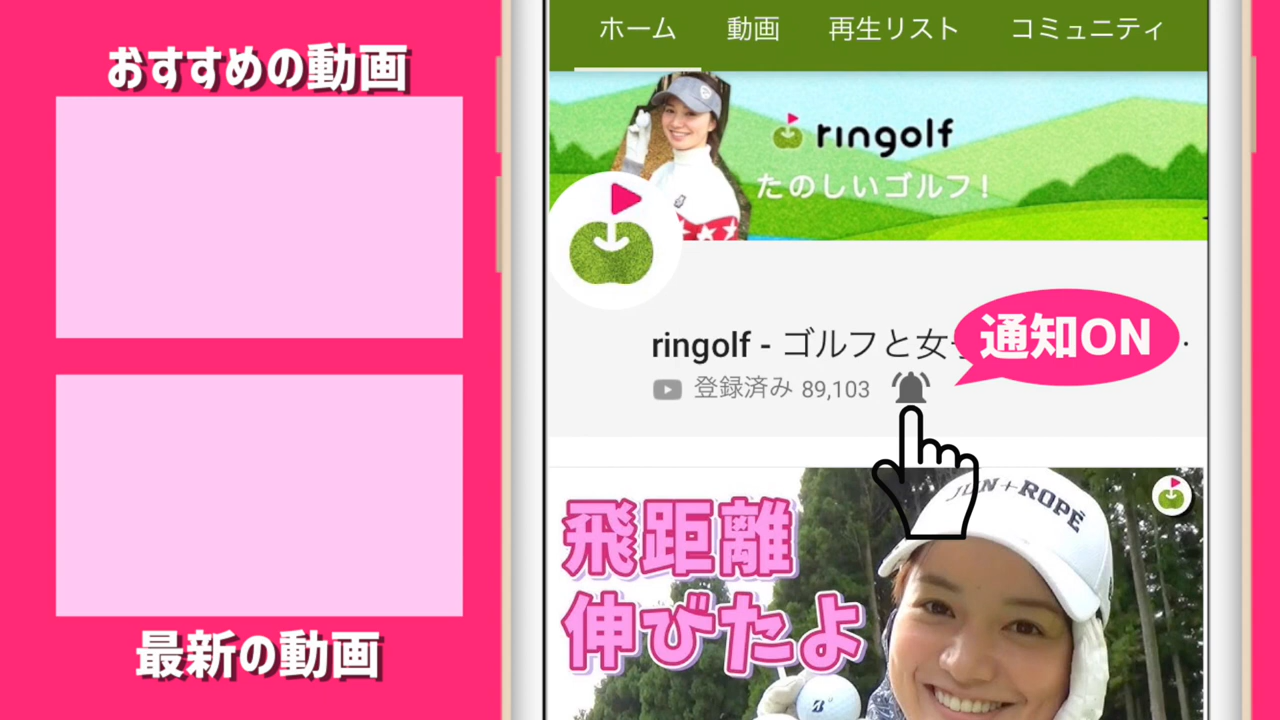 おすすめの動画
最新の動画
ホーム 動画 再生リスト コミュニティ
ringolf
たのしいゴルフ!
ringolf - ゴルフと女
通知ON
登録済み 89,103
飛距離
伸びたよ
JUN+ROPÉ
B